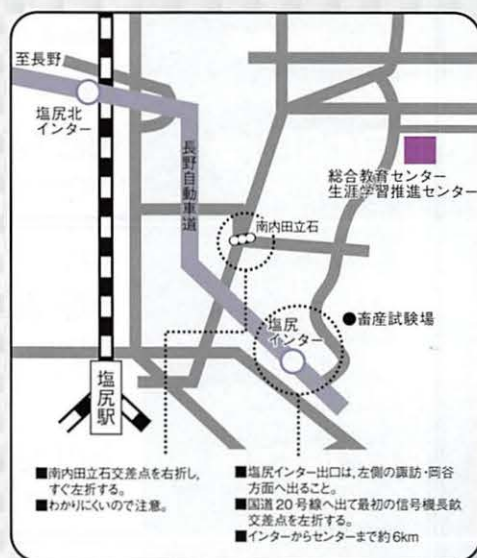 至長野
塩尻北
インター
長野自動車道
総合教育センター
生涯学習推進センター
南内田立石
塩尻
インター
●畜産試験場
塩尻駅
■南内田立石交差点を右折し、
すぐ左折する。
■わかりにくいので注意。
■塩尻インター出口は、左側の諏訪・岡谷
方面へ出ること。
■国道20号線へ出て最初の信号機長畝
交差点を左折する。
■インターからセンターまで約6km